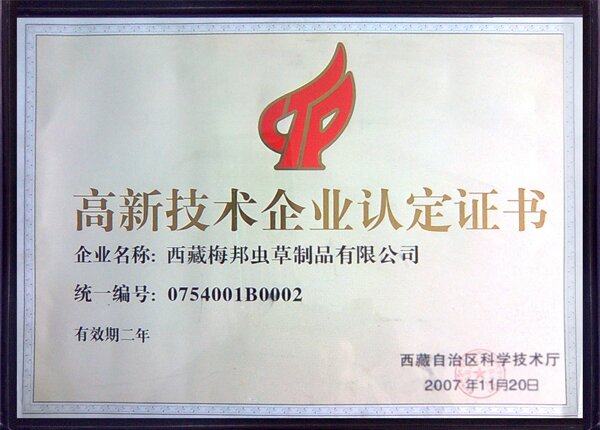 高新技术企业认定证书
企业名称: 西藏梅邦虫草制品有限公司
统一编号: 0754001B0002
有效期二年
西藏自治区科学技术厅
2007年11月20日